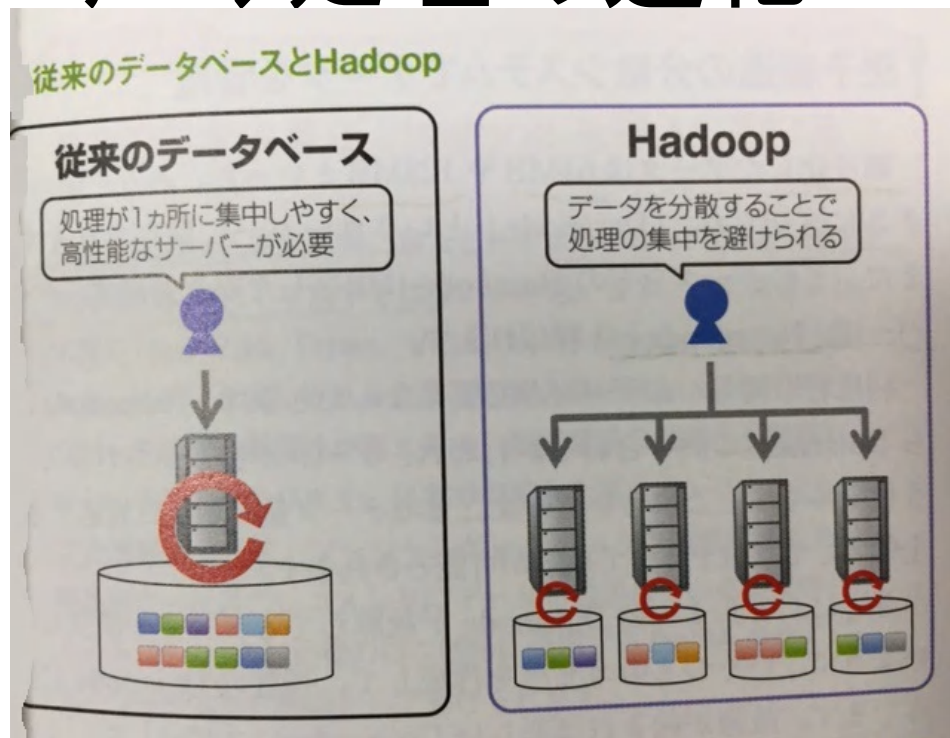 従来のデータベースとHadoop
従来のデータベース
処理が1ヵ所に集中しやすく、
高性能なサーバーが必要
Hadoop
データを分散することで
処理の集中を避けられる